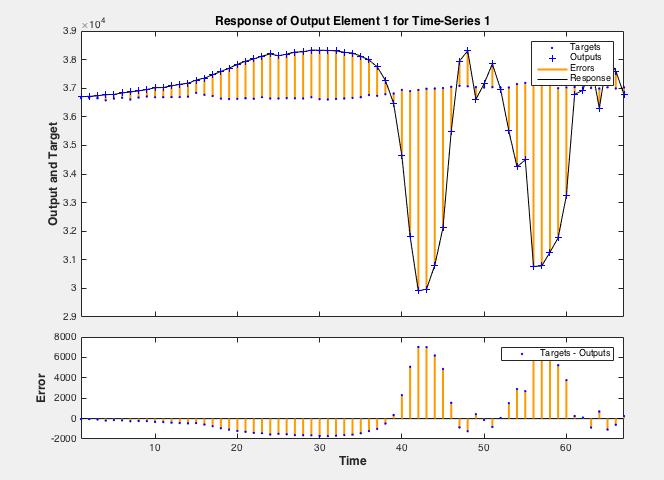 Response of Output Element 1 for Time-Series 1
×10⁴
3.9
3.8
3.7
3.6
3.5
3.4
3.3
3.2
3.1
3
2.9
Output and Target
Targets
Outputs
Errors
Response
8000
6000
4000
2000
0
-2000
Error
Targets - Outputs
10 20 30 40 50 60
Time